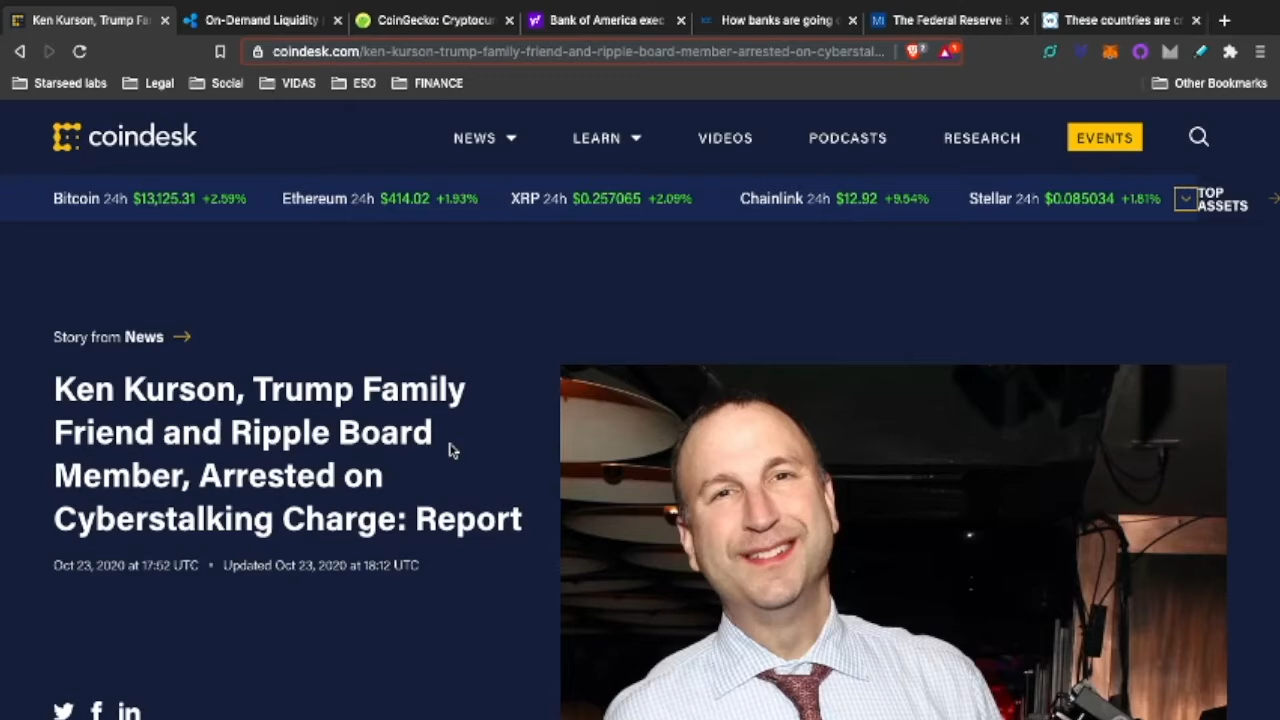 Ken Kurson, Trump Fa
On-Demand Liquidity
CoinGecko: Cryptocu
Bank of America exec
How banks are going
The Federal Reserve i
These countries are c
coindesk.com/ken-kurson-trump-family-friend-and-ripple-board-member-arrested-on-cyberstal...
Starseed labs Legal Social VIDAS ESO FINANCE Other Bookmarks
coindesk NEWS LEARN VIDEOS PODCASTS RESEARCH EVENTS
Bitcoin 24h $13,125.31 +2.59% Ethereum 24h $414.02 +1.93% XRP 24h $0.257065 +2.09% Chainlink 24h $12.92 +9.54% Stellar 24h $0.085034 +1.81% TOP
ASSETS
Story from News
Ken Kurson, Trump Family
Friend and Ripple Board
Member, Arrested on
Cyberstalking Charge: Report
Oct 23, 2020 at 17:52 UTC • Updated Oct 23, 2020 at 18:12 UTC